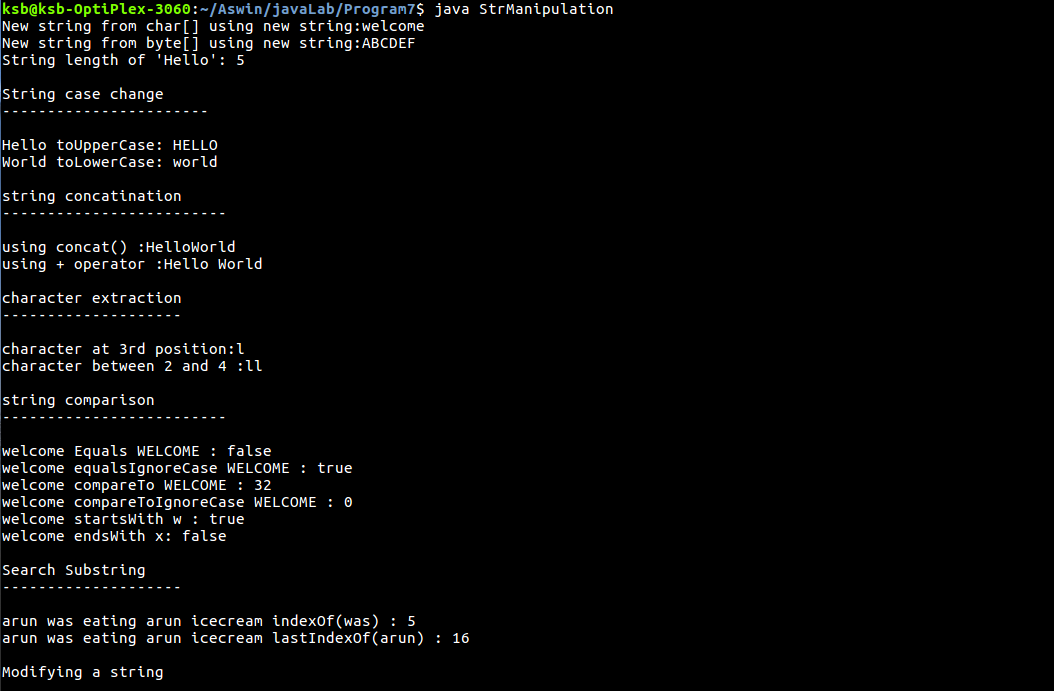 ksb@ksb-OptiPlex-3060:~/Aswin/javaLab/Program7$ java StrManipulation
New string from char[] using new string:welcome
New string from byte[] using new string:ABCDEF
String length of 'Hello': 5
String case change
-----------------------
Hello toUpperCase: HELLO
World toLowerCase: world
string concatination
-------------------------
using concat() :HelloWorld
using + operator :Hello World
character extraction
--------------------
character at 3rd position:l
character between 2 and 4 :ll
string comparison
-------------------------
welcome Equals WELCOME : false
welcome equalsIgnoreCase WELCOME : true
welcome compareTo WELCOME : 32
welcome compareToIgnoreCase WELCOME : 0
welcome startsWith w : true
welcome endsWith x: false
Search Substring
--------------------
arun was eating arun icecream indexOf(was) : 5
arun was eating arun icecream lastIndexOf(arun) : 16
Modifying a string